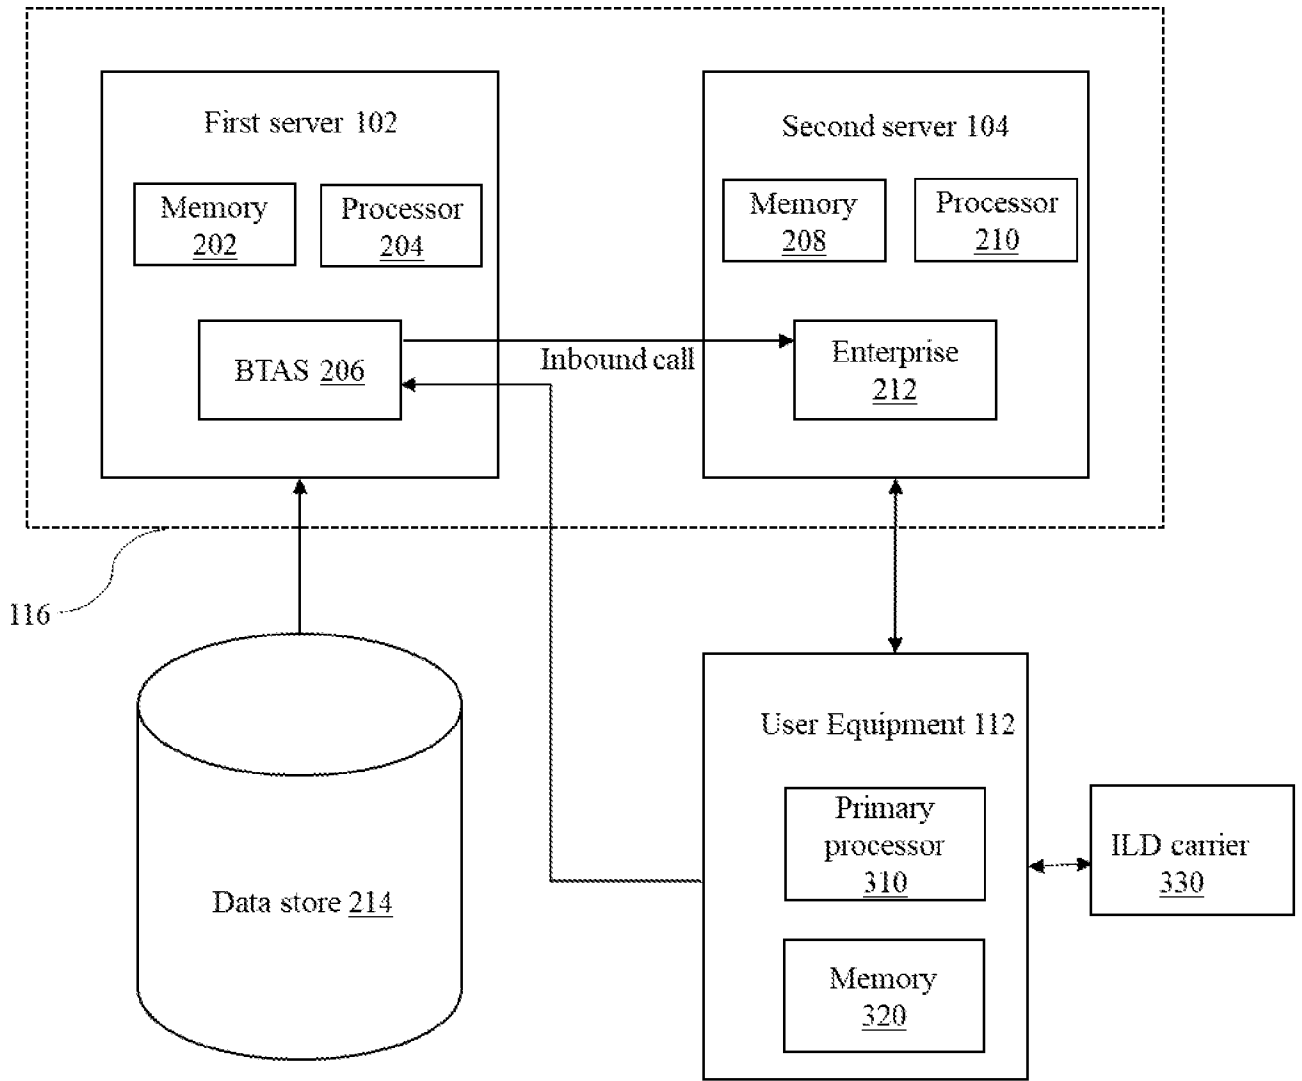 First server 102
Memory
202
Processor
204
BTAS 206
Inbound call
Second server 104
Memory
208
Processor
210
Enterprise
212
116
Data store 214
User Equipment 112
Primary
processor
310
Memory
320
ILD carrier
330